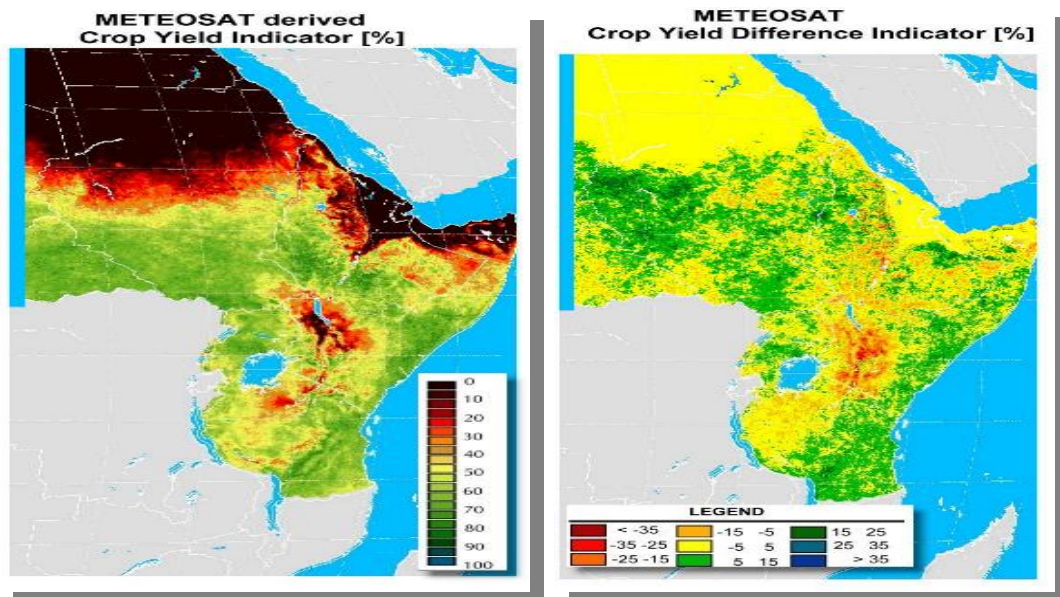 METEOSAT derived
Crop Yield Indicator [%]
0
10
20
30
40
50
60
70
80
90
100
METEOSAT
Crop Yield Difference Indicator [%]
LEGEND
< -35 -15 -5 15 25
-35 -25 -5 5 25 35
-25 -15 5 15 > 35